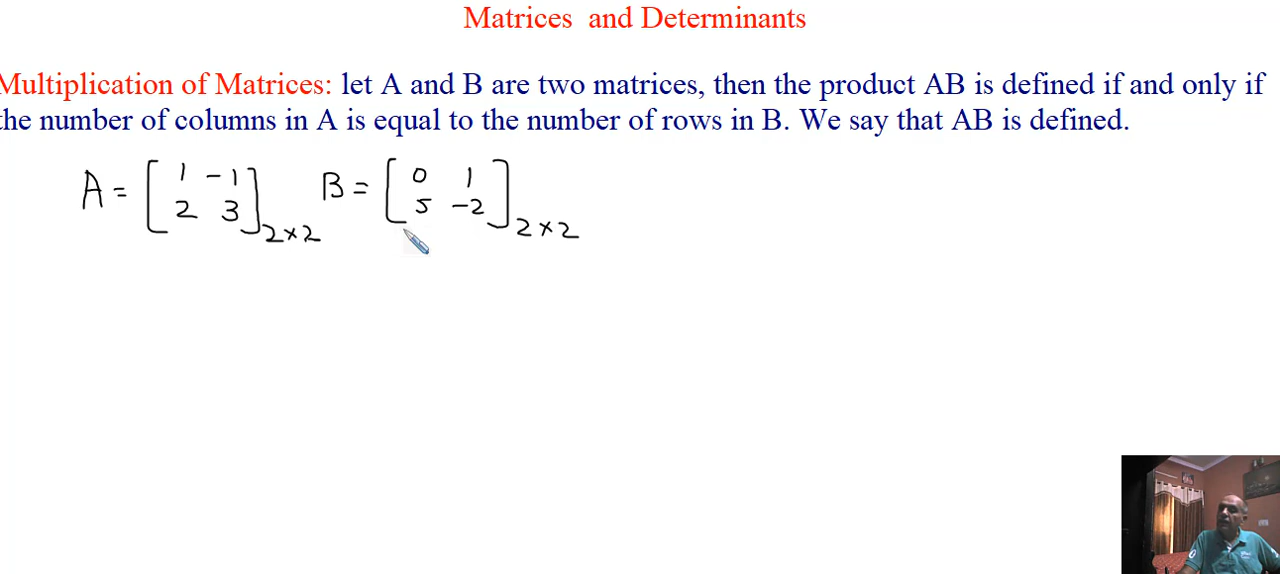 Matrices and Determinants
Multiplication of Matrices: let A and B are two matrices, then the product AB is defined if and only if
the number of columns in A is equal to the number of rows in B. We say that AB is defined.
A = [1 -1] B = [0 1]
[2 3]2×2 [5 -2]2×2